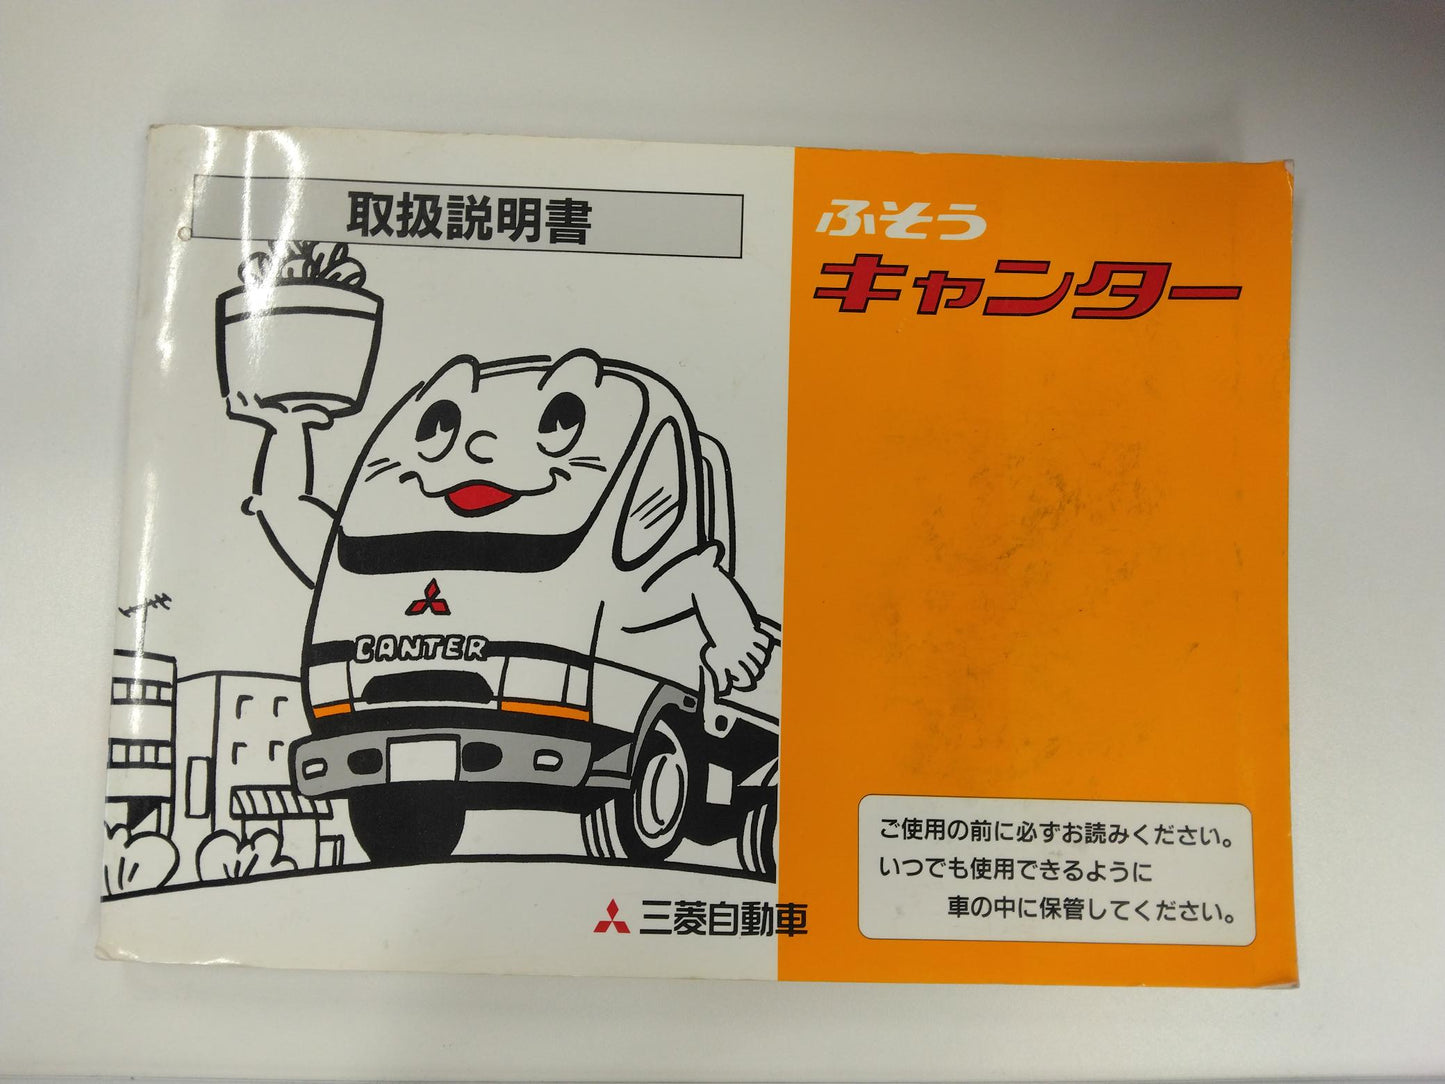 取扱説明書
ふそう
キャンター
CANTER
三菱自動車
ご使用の前に必ずお読みください。
いつでも使用できるように
車の中に保管してください。